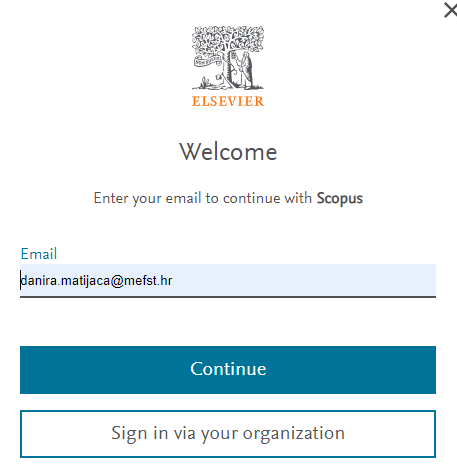 ELSEVIER
Welcome
Enter your email to continue with Scopus
Email
danira.matijaca@mefst.hr
Continue
Sign in via your organization